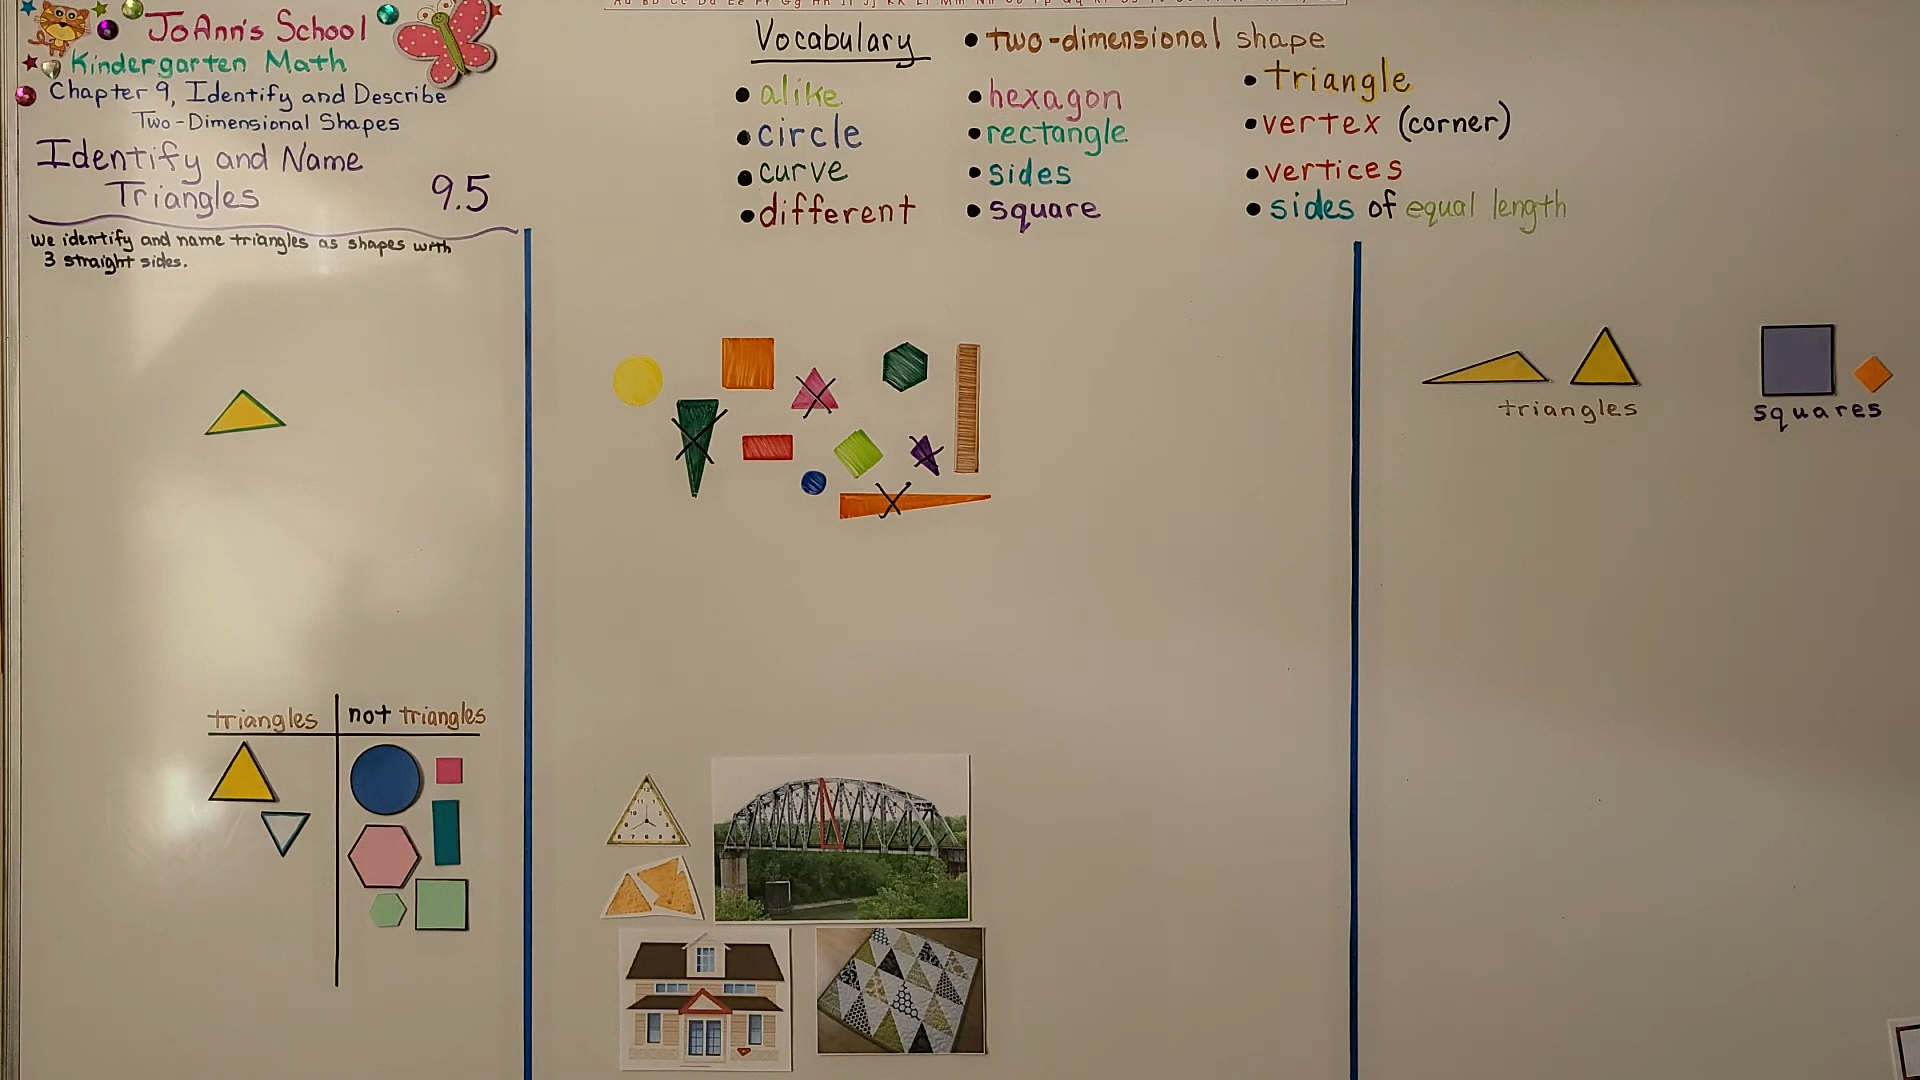 JoAnn's School
Kindergarten Math
Chapter 9, Identify and Describe
Two-Dimensional Shapes
Identify and Name
Triangles 9.5
we identify and name triangles as shapes with
3 straight sides.
Vocabulary
• alike
• circle
• curve
• different
• two-dimensional shape
• hexagon
• rectangle
• sides
• square
• triangle
• vertex (corner)
• vertices
• sides of equal length
triangles
squares
triangles
not triangles